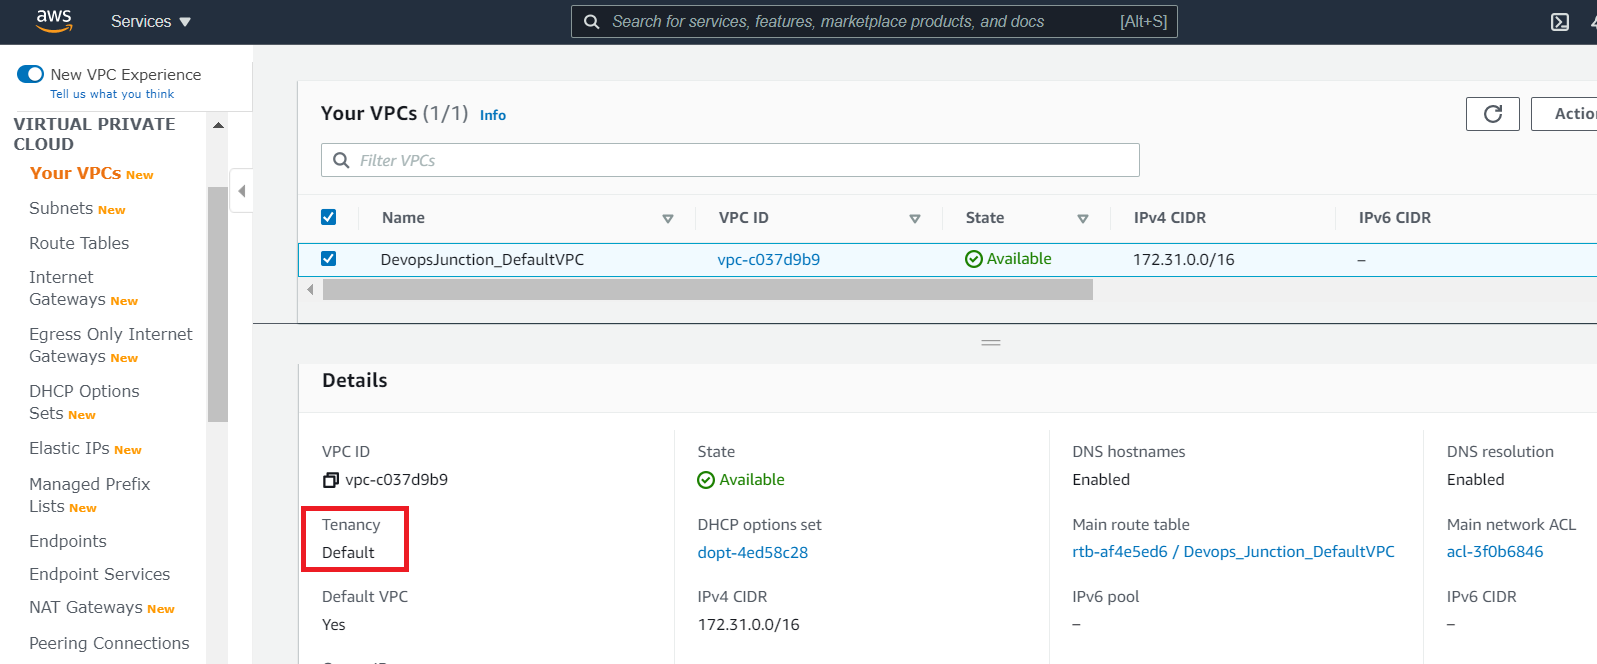 aws Services Search for services, features, marketplace products, and docs [Alt+S]
New VPC Experience
Tell us what you think
VIRTUAL PRIVATE
CLOUD
Your VPCs New
Subnets New
Route Tables
Internet
Gateways New
Egress Only Internet
Gateways New
DHCP Options
Sets New
Elastic IPs New
Managed Prefix
Lists New
Endpoints
Endpoint Services
NAT Gateways New
Peering Connections
Your VPCs (1/1) Info
Actio
Filter VPCs
Name VPC ID State IPv4 CIDR IPv6 CIDR
DevopsJunction_DefaultVPC vpc-c037d9b9 Available 172.31.0.0/16 –
Details
VPC ID State DNS hostnames DNS resolution
vpc-c037d9b9 Available Enabled Enabled
Tenancy DHCP options set Main route table Main network ACL
Default dopt-4ed58c28 rtb-af4e5ed6 / Devops_Junction_DefaultVPC acl-3f0b6846
Default VPC IPv4 CIDR IPv6 pool IPv6 CIDR
Yes 172.31.0.0/16 – –